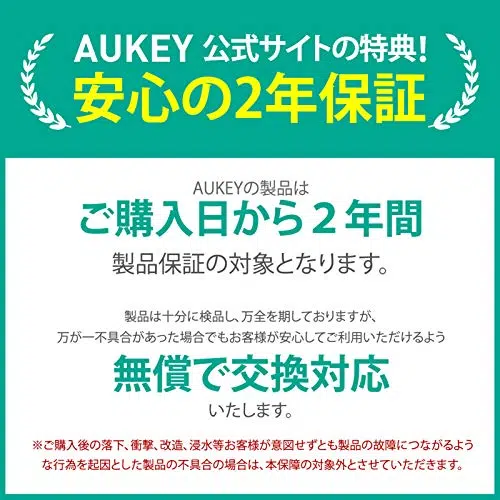 AUKEY 公式サイトの特典!
安心の2年保証
AUKEYの製品は
ご購入日から２年間
製品保証の対象となります。
製品は十分に検品し、万全を期しておりますが、
万が一不具合があった場合でもお客様が安心してご利用いただけるよう
無償で交換対応
いたします。
※ご購入後の落下、衝撃、改造、浸水等お客様が意図せずとも製品の故障につながるよう
な行為を起因とした製品の不具合の場合は、本保障の対象外とさせていただきます。